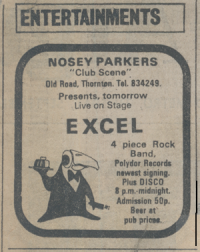 ENTERTAINMENTS
NOSEY PARKERS
"Club Scene"
Old Road, Thornton. Tel. 834249.
Presents, tomorrow
Live on Stage
EXCEL
4 piece Rock
Band,
Polydor Records
newest signing.
Plus DISCO
8 p.m.-midnight.
Admission 50p.
Beer at
pub prices.